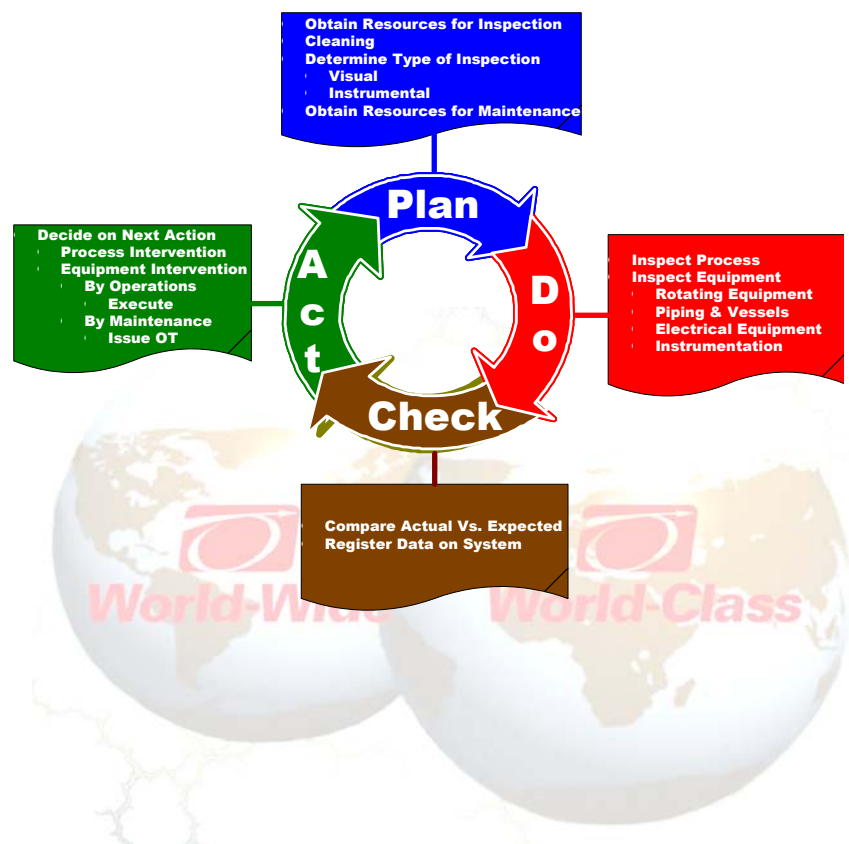 Obtain Resources for Inspection
Cleaning
Determine Type of Inspection
Visual
Instrumental
Obtain Resources for Maintenance
Plan
Do
Check
Act
Decide on Next Action
Process Intervention
Equipment Intervention
By Operations
Execute
By Maintenance
Issue OT
Inspect Process
Inspect Equipment
Rotating Equipment
Piping & Vessels
Electrical Equipment
Instrumentation
Compare Actual Vs. Expected
Register Data on System
World-Wide
World-Class